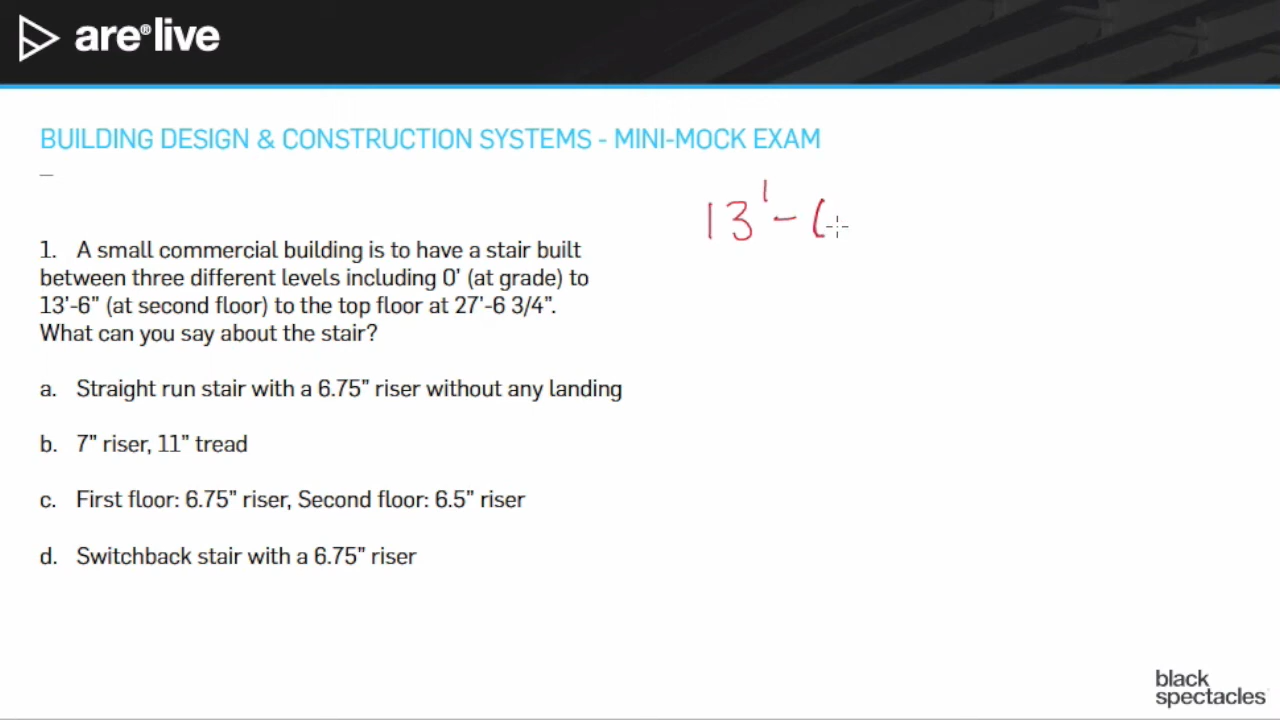 are®live
BUILDING DESIGN & CONSTRUCTION SYSTEMS - MINI-MOCK EXAM
13'-
1. A small commercial building is to have a stair built
between three different levels including 0' (at grade) to
13'-6" (at second floor) to the top floor at 27'-6 3/4".
What can you say about the stair?
a. Straight run stair with a 6.75" riser without any landing
b. 7" riser, 11" tread
c. First floor: 6.75" riser, Second floor: 6.5" riser
d. Switchback stair with a 6.75" riser
black
spectacles